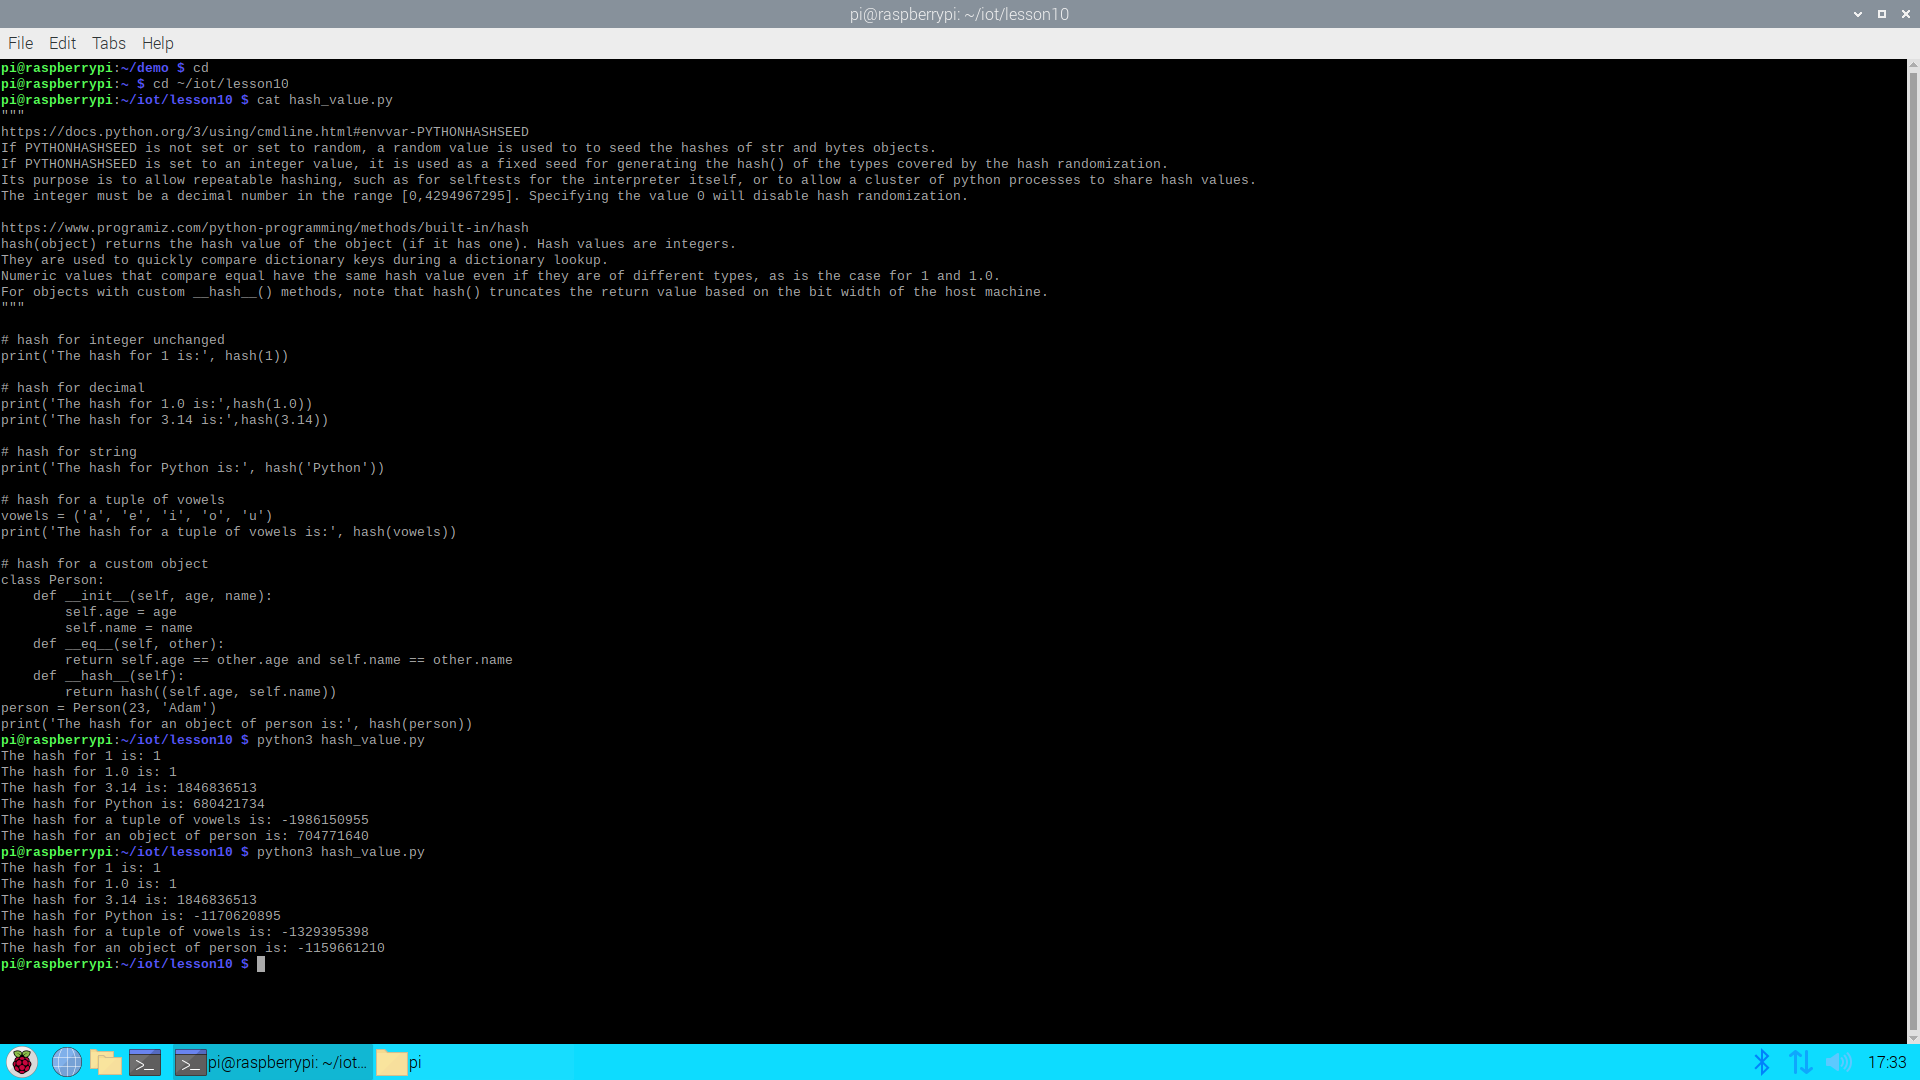 pi@raspberrypi: ~/iot/lesson10
File Edit Tabs Help
pi@raspberrypi:~/demo $ cd
pi@raspberrypi:~ $ cd ~/iot/lesson10
pi@raspberrypi:~/iot/lesson10 $ cat hash_value.py
"""
https://docs.python.org/3/using/cmdline.html#envvar-PYTHONHASHSEED
If PYTHONHASHSEED is not set or set to random, a random value is used to to seed the hashes of str and bytes objects.
If PYTHONHASHSEED is set to an integer value, it is used as a fixed seed for generating the hash() of the types covered by the hash randomization.
Its purpose is to allow repeatable hashing, such as for selftests for the interpreter itself, or to allow a cluster of python processes to share hash values.
The integer must be a decimal number in the range [0,4294967295]. Specifying the value 0 will disable hash randomization.

https://www.programiz.com/python-programming/methods/built-in/hash
hash(object) returns the hash value of the object (if it has one). Hash values are integers.
They are used to quickly compare dictionary keys during a dictionary lookup.
Numeric values that compare equal have the same hash value even if they are of different types, as is the case for 1 and 1.0.
For objects with custom __hash__() methods, note that hash() truncates the return value based on the bit width of the host machine.
"""

# hash for integer unchanged
print('The hash for 1 is:', hash(1))

# hash for decimal
print('The hash for 1.0 is:',hash(1.0))
print('The hash for 3.14 is:',hash(3.14))

# hash for string
print('The hash for Python is:', hash('Python'))

# hash for a tuple of vowels
vowels = ('a', 'e', 'i', 'o', 'u')
print('The hash for a tuple of vowels is:', hash(vowels))

# hash for a custom object
class Person:
    def __init__(self, age, name):
        self.age = age
        self.name = name
    def __eq__(self, other):
        return self.age == other.age and self.name == other.name
    def __hash__(self):
        return hash((self.age, self.name))
person = Person(23, 'Adam')
print('The hash for an object of person is:', hash(person))
pi@raspberrypi:~/iot/lesson10 $ python3 hash_value.py
The hash for 1 is: 1
The hash for 1.0 is: 1
The hash for 3.14 is: 1846836513
The hash for Python is: 680421734
The hash for a tuple of vowels is: -1986150955
The hash for an object of person is: 704771640
pi@raspberrypi:~/iot/lesson10 $ python3 hash_value.py
The hash for 1 is: 1
The hash for 1.0 is: 1
The hash for 3.14 is: 1846836513
The hash for Python is: -1170620895
The hash for a tuple of vowels is: -1329395398
The hash for an object of person is: -1159661210
pi@raspberrypi:~/iot/lesson10 $
pi@raspberrypi: ~/iot... pi 17:33